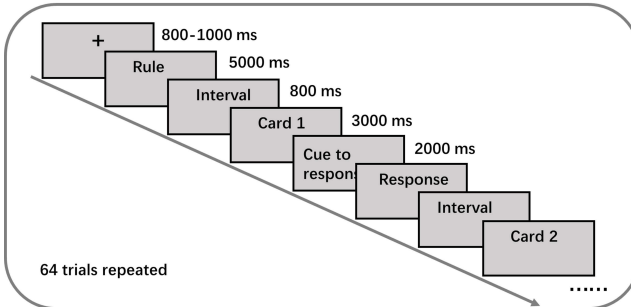 +
800-1000 ms
Rule
5000 ms
Interval
800 ms
Card 1
3000 ms
Cue to
respons
2000 ms
Response
Interval
Card 2
64 trials repeated
......